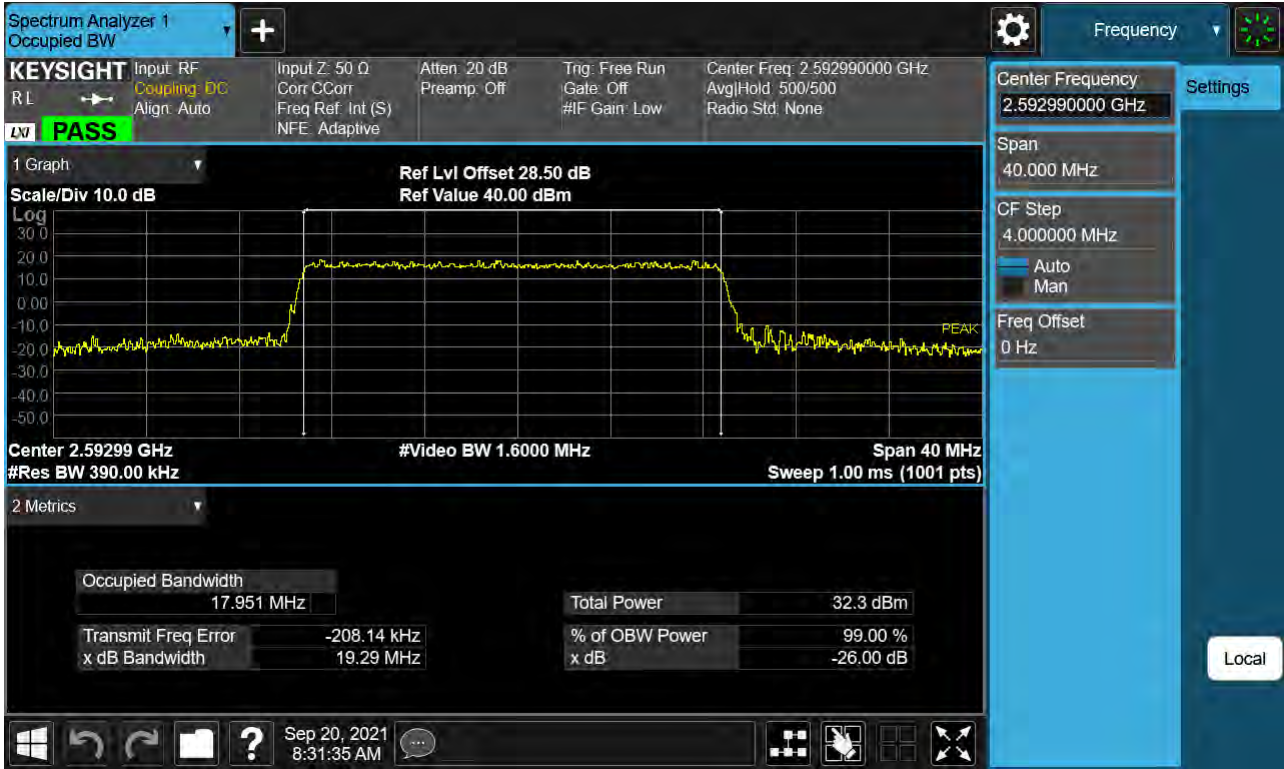 Spectrum Analyzer 1
Occupied BW
+
Frequency
KEYSIGHT
RL
LXI
PASS
Input: RF
Coupling: DC
Align: Auto
Input Z: 50 Ω
Corr CCorr
Freq Ref: Int (S)
NFE: Adaptive
Atten: 20 dB
Preamp: Off
Trig: Free Run
Gate: Off
#IF Gain: Low
Center Freq: 2.592990000 GHz
Avg|Hold: 500/500
Radio Std: None
1 Graph
Scale/Div 10.0 dB
Ref Lvl Offset 28.50 dB
Ref Value 40.00 dBm
Log
30.0
20.0
10.0
0.00
-10.0
-20.0
-30.0
-40.0
-50.0
PEAK
Center 2.59299 GHz
#Video BW 1.6000 MHz
Span 40 MHz
#Res BW 390.00 kHz
Sweep 1.00 ms (1001 pts)
2 Metrics
Occupied Bandwidth
17.951 MHz
Total Power 32.3 dBm
Transmit Freq Error -208.14 kHz
% of OBW Power 99.00 %
x dB Bandwidth 19.29 MHz
x dB -26.00 dB
Center Frequency
2.592990000 GHz
Settings
Span
40.000 MHz
CF Step
4.000000 MHz
Auto
Man
Freq Offset
0 Hz
Local
?
Sep 20, 2021
8:31:35 AM